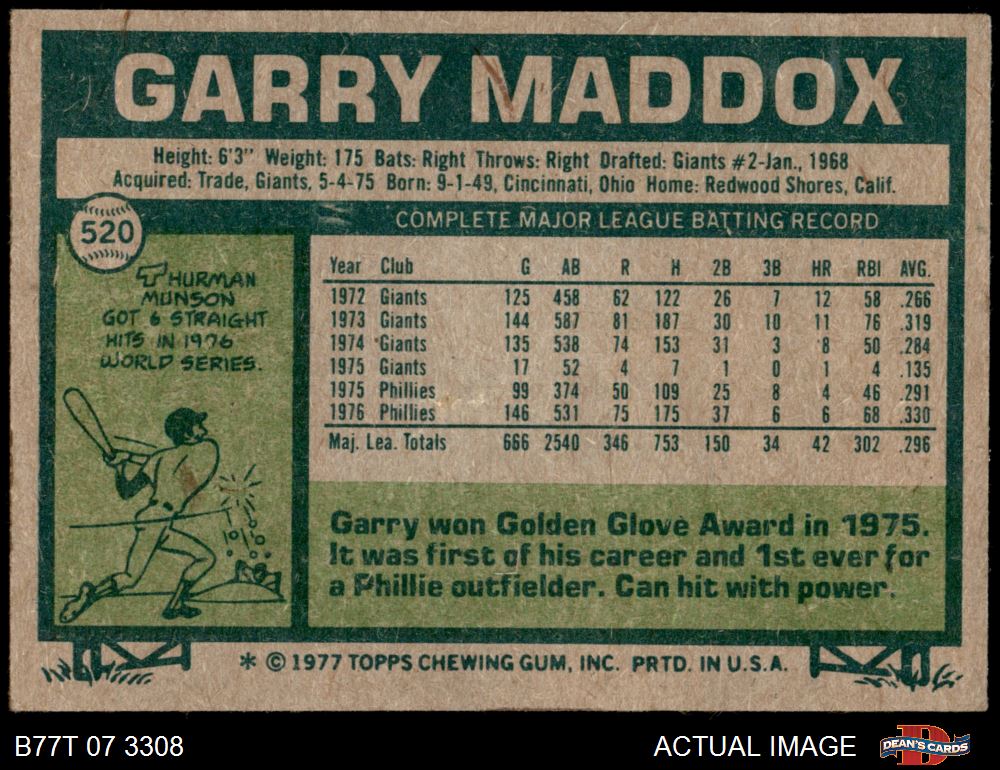 GARRY MADDOX
Height: 6'3" Weight: 175 Bats: Right Throws: Right Drafted: Giants #2-Jan., 1968
Acquired: Trade, Giants, 5-4-75 Born: 9-1-49, Cincinnati, Ohio Home: Redwood Shores, Calif.
520
THURMAN
MUNSON
GOT 6 STRAIGHT
HITS IN 1976
WORLD SERIES.
COMPLETE MAJOR LEAGUE BATTING RECORD
Year Club G AB R H 2B 3B HR RBI AVG.
1972 Giants 125 458 62 122 26 7 12 58 .266
1973 Giants 144 587 81 187 30 10 11 76 .319
1974 Giants 135 538 74 153 31 3 8 50 .284
1975 Giants 17 52 4 7 1 0 1 4 .135
1975 Phillies 99 374 50 109 25 8 4 46 .291
1976 Phillies 146 531 75 175 37 6 6 68 .330
Maj. Lea. Totals 666 2540 346 753 150 34 42 302 .296
Garry won Golden Glove Award in 1975.
It was first of his career and 1st ever for
a Phillie outfielder. Can hit with power.
* © 1977 TOPPS CHEWING GUM, INC. PRTD. IN U.S.A.
B77T 07 3308
ACTUAL IMAGE
DEAN'S CARDS